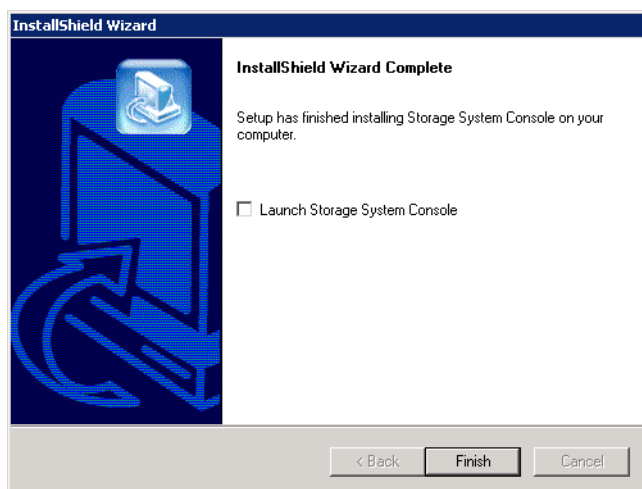 InstallShield Wizard
InstallShield Wizard Complete
Setup has finished installing Storage System Console on your
computer.
Launch Storage System Console
< Back
Finish
Cancel